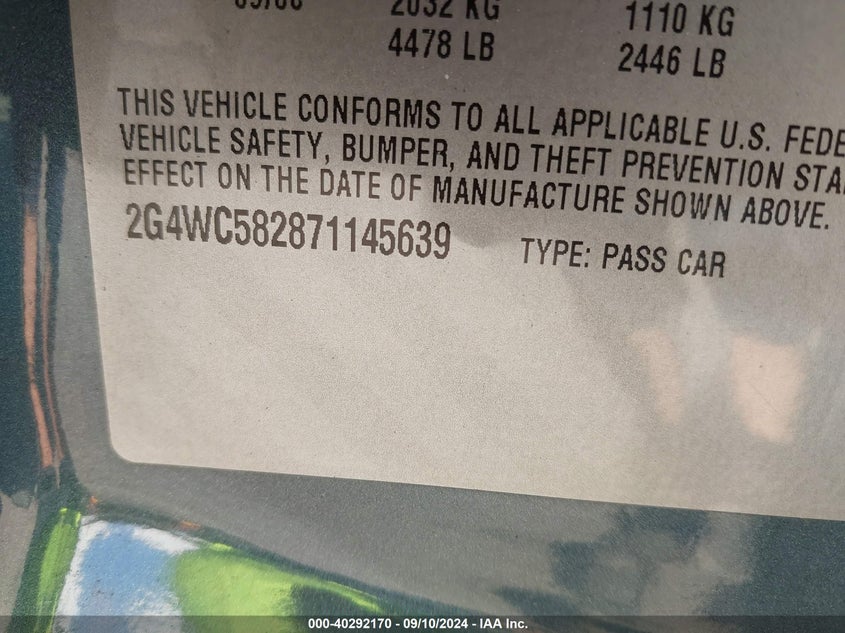 2032 KG 1110 KG
4478 LB 2446 LB
THIS VEHICLE CONFORMS TO ALL APPLICABLE U.S. FEDE
VEHICLE SAFETY, BUMPER, AND THEFT PREVENTION STA
EFFECT ON THE DATE OF MANUFACTURE SHOWN ABOVE.
2G4WC582871145639 TYPE: PASS CAR
000-40292170 - 09/10/2024 - IAA Inc.